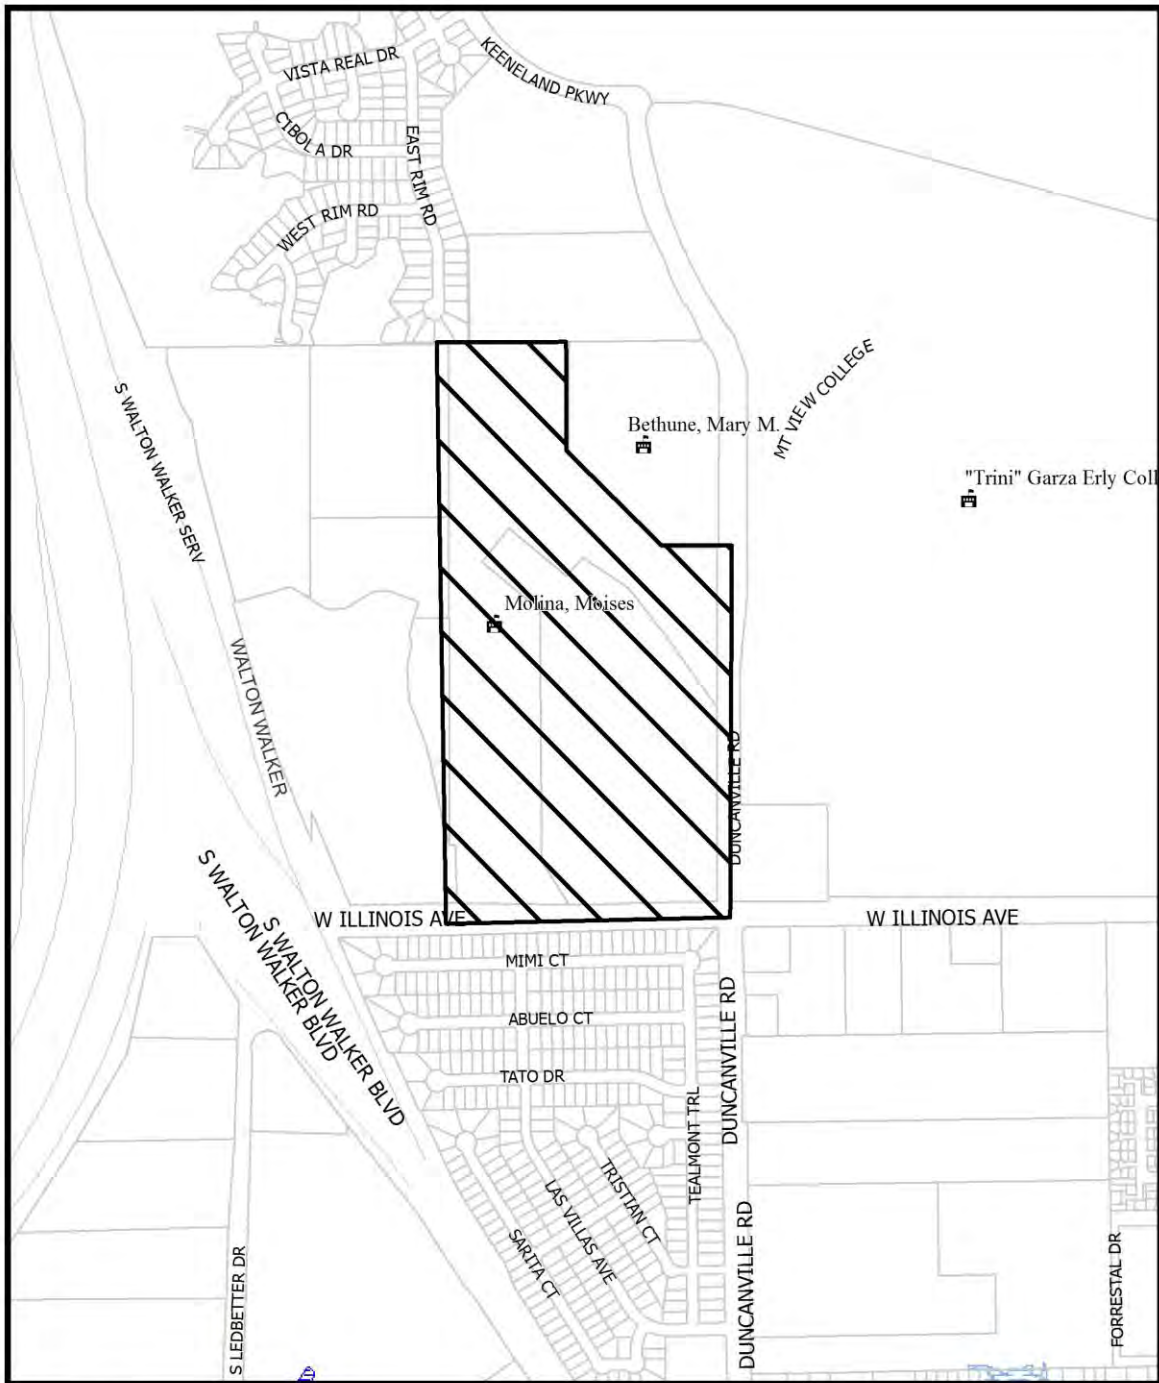 KEENELAND PKWY
VISTA REAL DR
CIBOLA DR
EAST RIM RD
WEST RIM RD
MT VIEW COLLEGE
S WALTON WALKER SERV
Bethune, Mary M.
"Trini" Garza Erly Coll
Molina, Moises
WALTON WALKER
DUNCANVILLE RD
W ILLINOIS AVE
W ILLINOIS AVE
S WALTON WALKER BLVD
S WALTON WALKER BLVD
MIMI CT
ABUELO CT
TATO DR
DUNCANVILLE RD
TEALMONT TRL
TRISTIAN CT
LAS VILLAS AVE
SARITA CT
DUNCANVILLE RD
S LEDBETTER DR
FORRESTAL DR